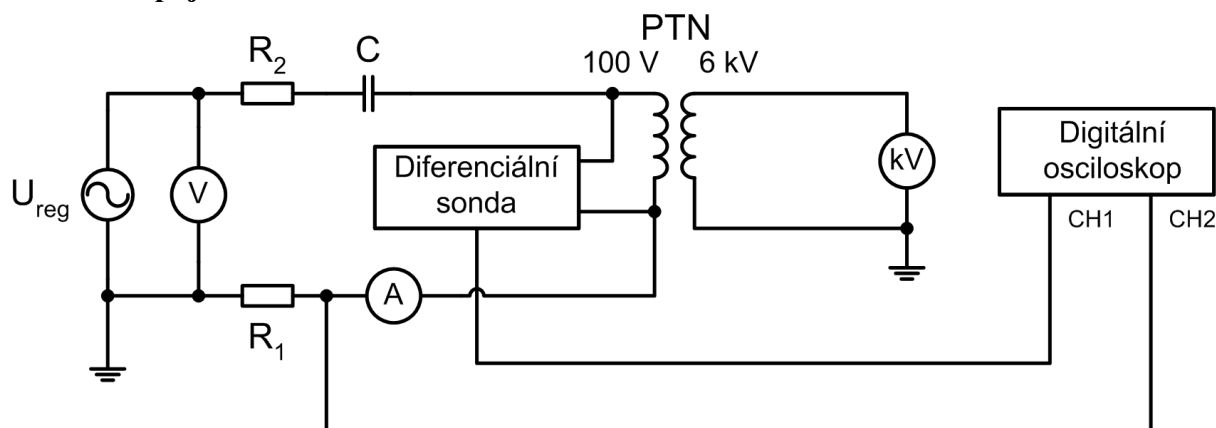 PTN
100 V 6 kV
R2
C
Diferenciální
sonda
Ureg
V
kV
Digitální
osciloskop
CH1
CH2
A
R1